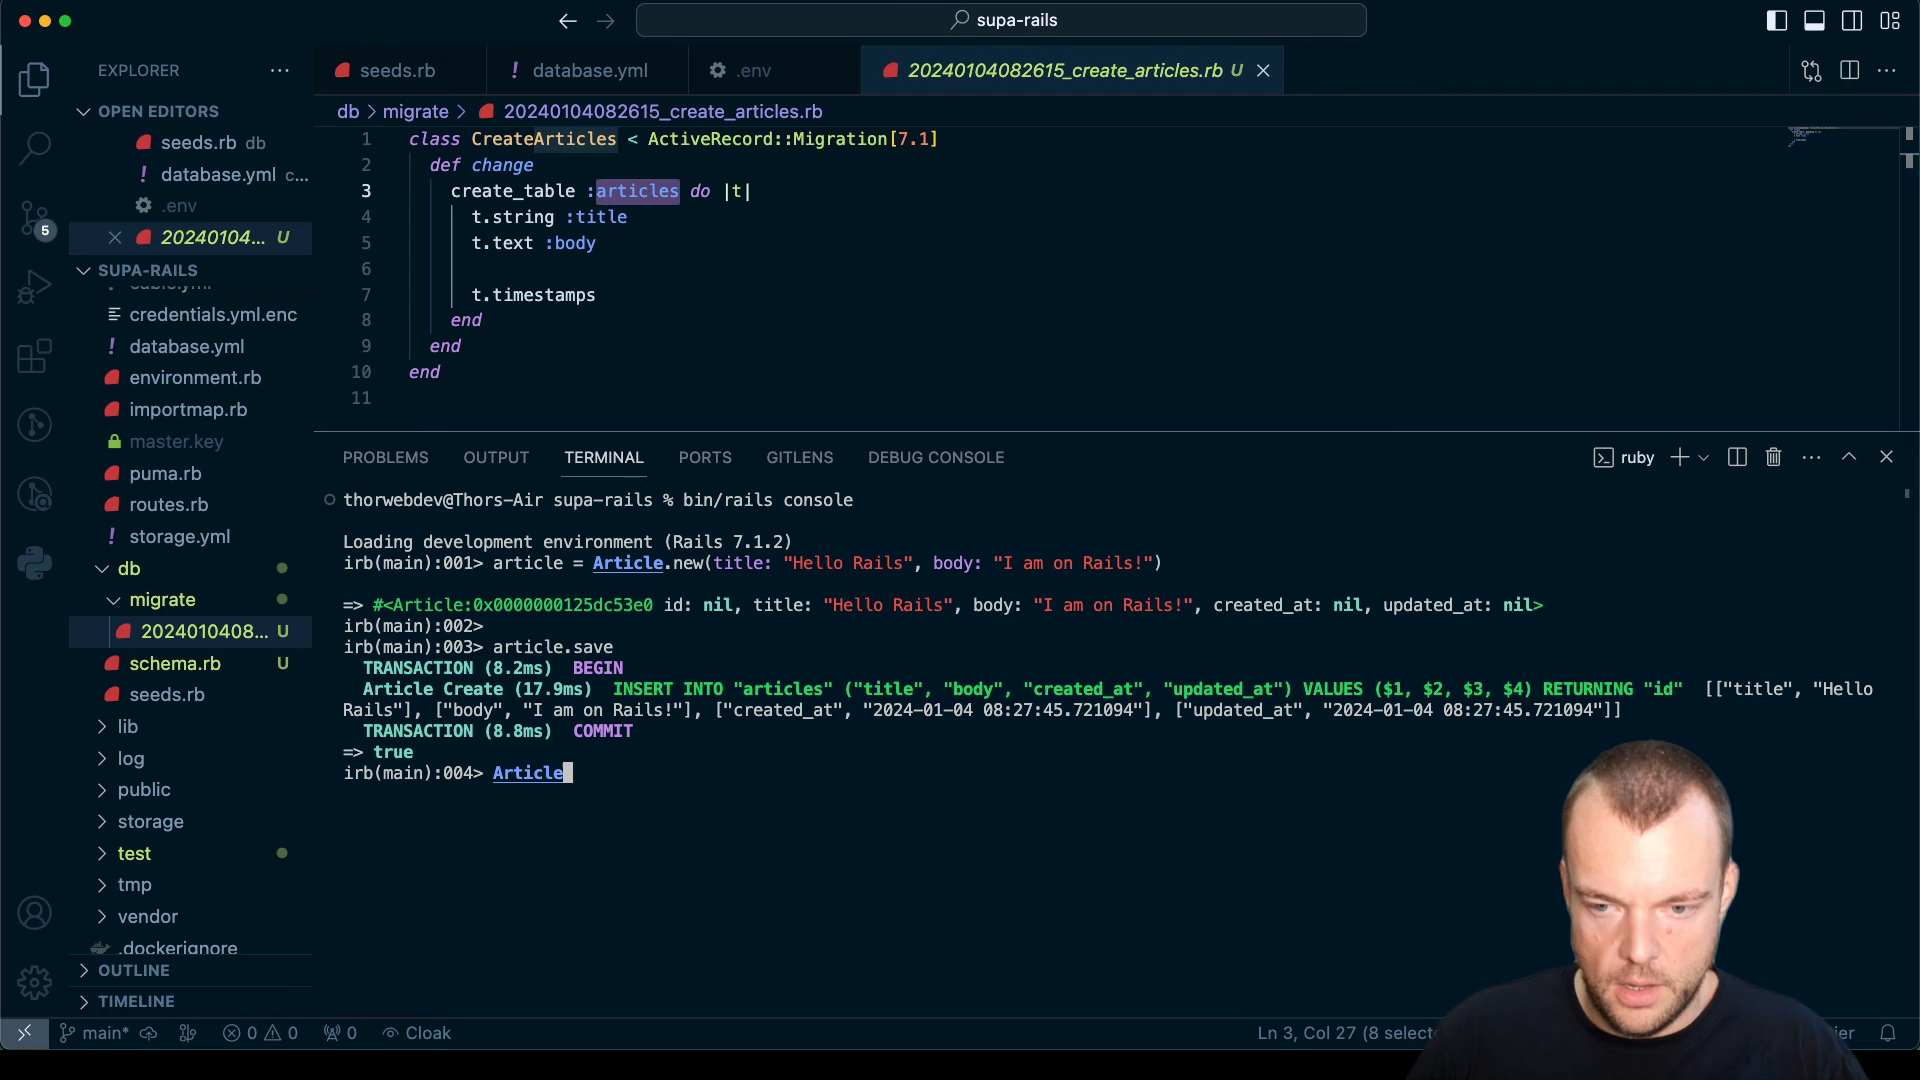 supa-rails
EXPLORER
seeds.rb
database.yml
.env
20240104082615_create_articles.rb U
OPEN EDITORS
seeds.rb db
database.yml c...
.env
20240104... U
SUPA-RAILS
credentials.yml.enc
database.yml
environment.rb
importmap.rb
master.key
puma.rb
routes.rb
storage.yml
db
migrate
2024010408... U
schema.rb U
seeds.rb
lib
log
public
storage
test
tmp
vendor
.dockerignore
OUTLINE
TIMELINE
5
db > migrate > 20240104082615_create_articles.rb
1 class CreateArticles < ActiveRecord::Migration[7.1]
2 def change
3 create_table :articles do |t|
4 t.string :title
5 t.text :body
6
7 t.timestamps
8 end
9 end
10 end
11
PROBLEMS OUTPUT TERMINAL PORTS GITLENS DEBUG CONSOLE
ruby
thorwebdev@Thors-Air supa-rails % bin/rails console
Loading development environment (Rails 7.1.2)
irb(main):001> article = Article.new(title: "Hello Rails", body: "I am on Rails!")
=> #<Article:0x0000000125dc53e0 id: nil, title: "Hello Rails", body: "I am on Rails!", created_at: nil, updated_at: nil>
irb(main):002>
irb(main):003> article.save
TRANSACTION (8.2ms) BEGIN
Article Create (17.9ms) INSERT INTO "articles" ("title", "body", "created_at", "updated_at") VALUES ($1, $2, $3, $4) RETURNING "id" [["title", "Hello
Rails"], ["body", "I am on Rails!"], ["created_at", "2024-01-04 08:27:45.721094"], ["updated_at", "2024-01-04 08:27:45.721094"]]
TRANSACTION (8.8ms) COMMIT
=> true
irb(main):004> Article
main* 0 0 0 Cloak
Ln 3, Col 27 (8 select
ier